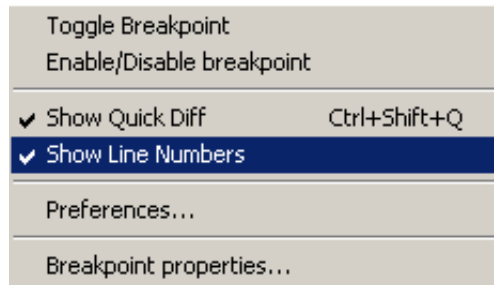 Toggle Breakpoint
Enable/Disable breakpoint
Show Quick Diff Ctrl+Shift+Q
Show Line Numbers
Preferences...
Breakpoint properties...